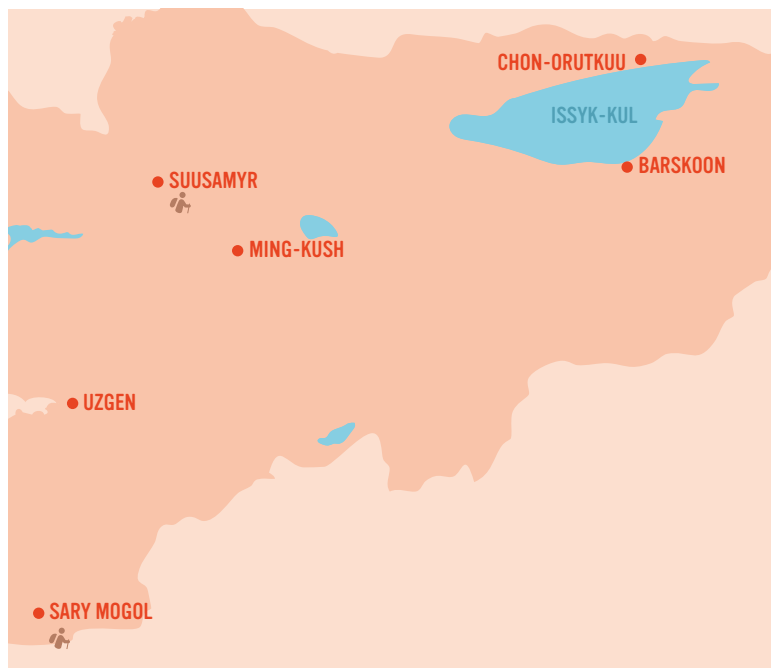 CHON-ORUTKUU
ISSYK-KUL
BARSKOON
SUUSAMYR
MING-KUSH
UZGEN
SARY MOGOL